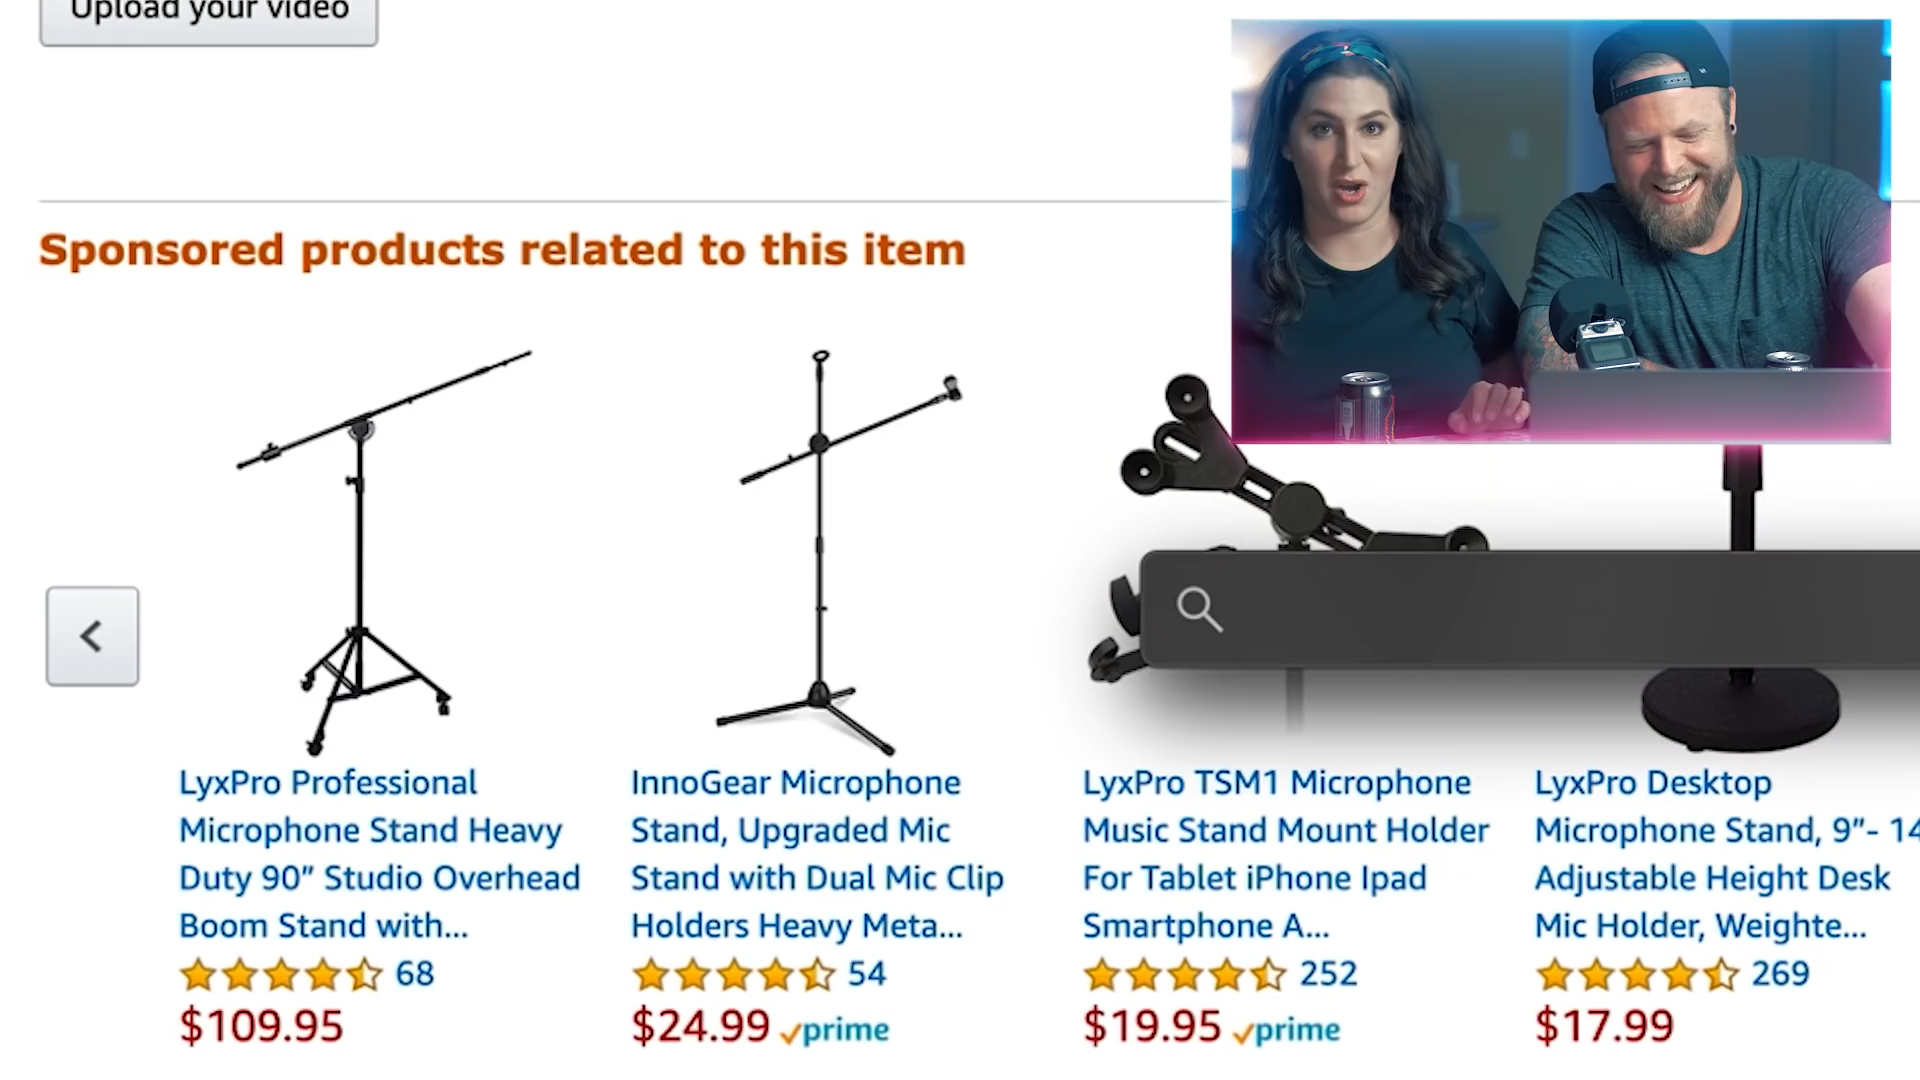 Upload your video
Sponsored products related to this item
LyxPro Professional
Microphone Stand Heavy
Duty 90” Studio Overhead
Boom Stand with...
68
$109.95
InnoGear Microphone
Stand, Upgraded Mic
Stand with Dual Mic Clip
Holders Heavy Meta...
54
$24.99 prime
LyxPro TSM1 Microphone
Music Stand Mount Holder
For Tablet iPhone Ipad
Smartphone A...
252
$19.95 prime
LyxPro Desktop
Microphone Stand, 9”- 14
Adjustable Height Desk
Mic Holder, Weighte...
269
$17.99